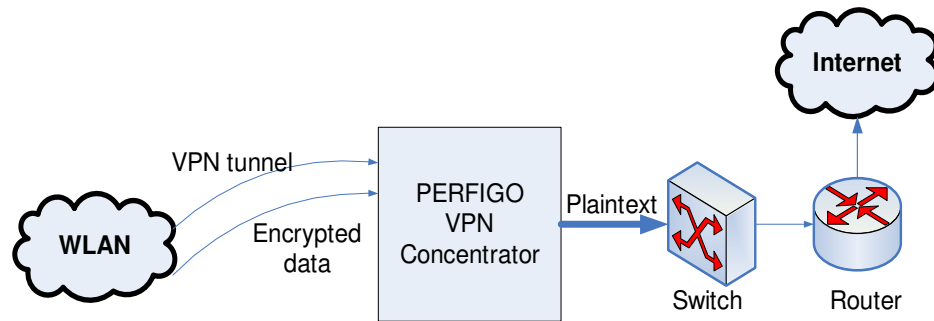 Internet
VPN tunnel
PERFIGO
VPN
Concentrator
Plaintext
WLAN
Encrypted
data
Switch
Router